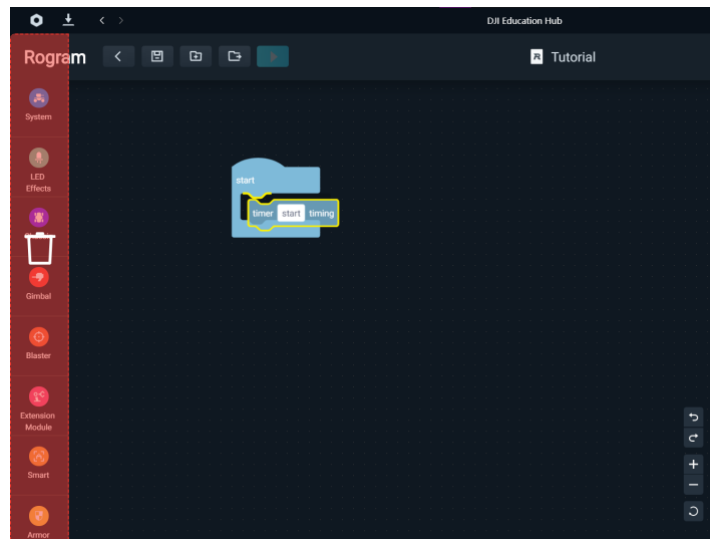 DJI Education Hub
Rogram
Tutorial
System
LED
Effects
start
timer start timing
Gimbal
Blaster
Extension
Module
Smart
Armor